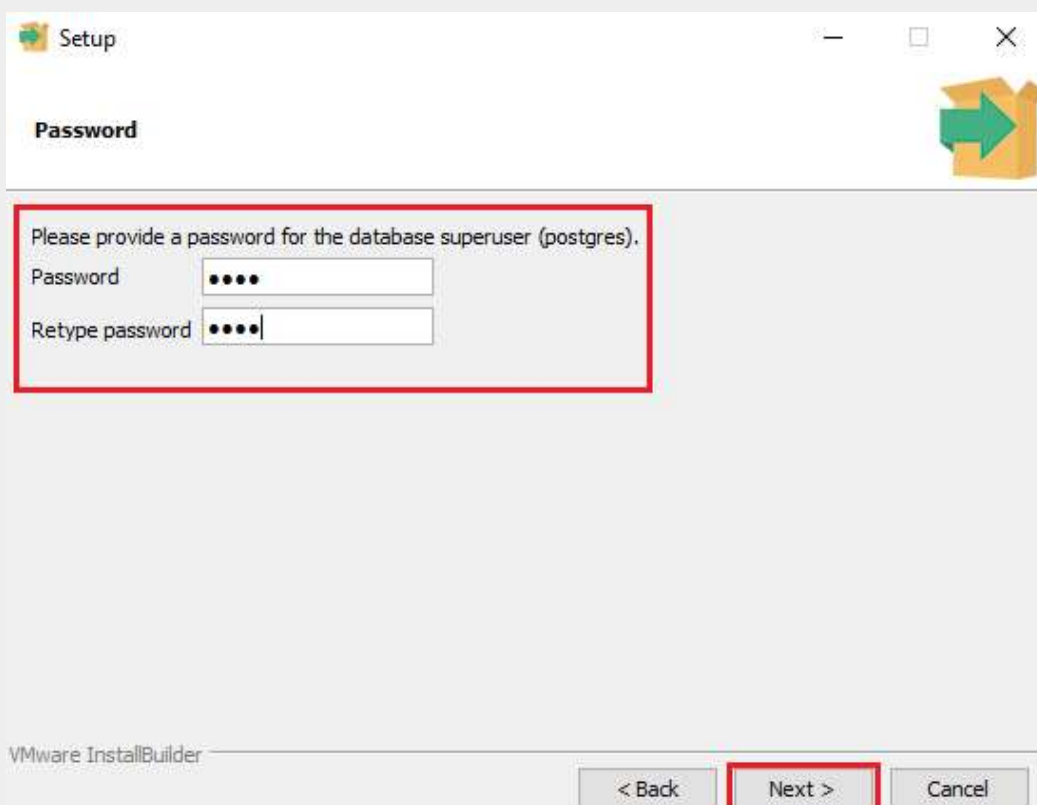 Setup
Password
Please provide a password for the database superuser (postgres).
Password ••••
Retype password ••••
VMware InstallBuilder
< Back Next > Cancel